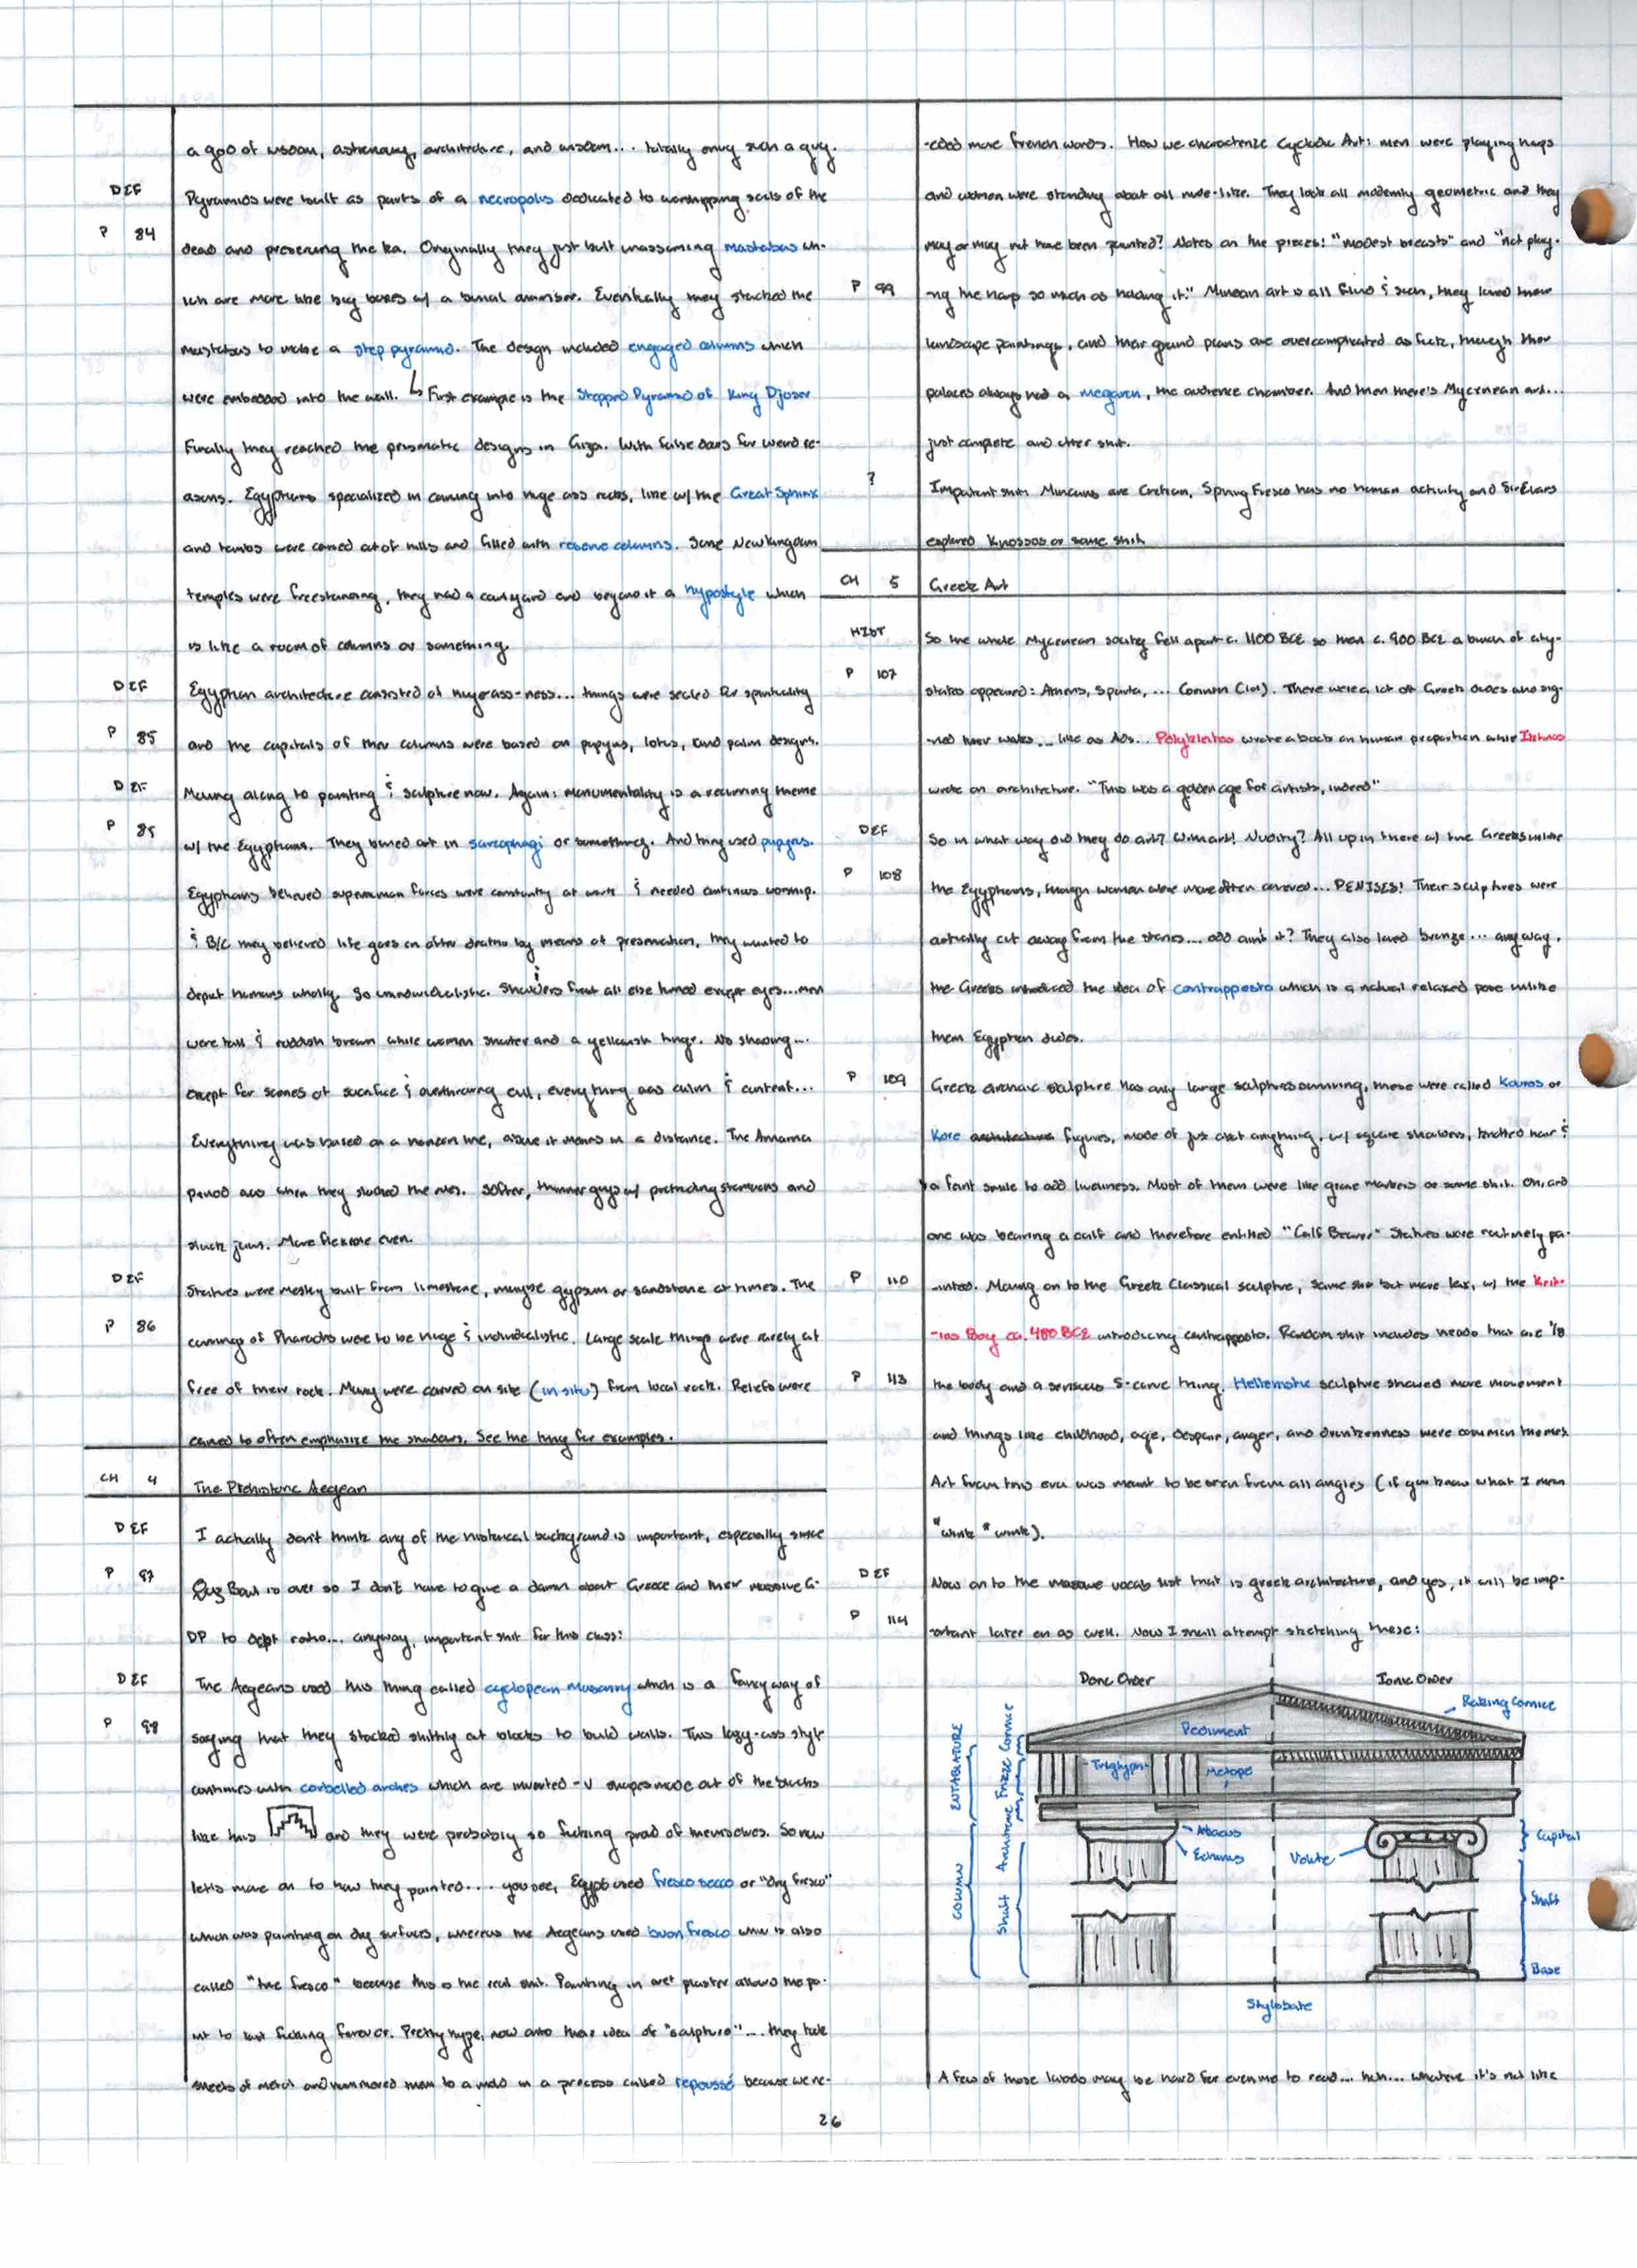 a god of wisdom, astronomy, architecture, and wisdom... totally envy such a guy.
DEF
Pyramids were built as parts of a necropolis dedicated to worshipping souls of the
P 84
dead and preserving the ka. Originally they just built unassuming mastabas wh-
ich are more like big boxes w/ a burial chamber. Eventually they stacked the
mastabas to make a step pyramid. The design included engaged columns which
were embedded into the wall. First example is the Stepped Pyramid of King Djoser
Finally they reached the prismatic designs in Giza. With false doors for weird re-
asons. Egyptians specialized in carving into huge ass rocks, like w/ the Great Sphinx
and tombs were carved out of hills and filled with reserve columns. Some New Kingdom
temples were freestanding, they had a courtyard and beyond it a hypostyle which
is like a room of columns or something.
DEF
Egyptian architecture consisted of huge-ass-ness... things were scaled for spirituality
P 85
and the capitals of their columns were based on papyrus, lotus, and palm designs.
DEF
Moving along to painting & sculpture now. Again: monumentality is a recurring theme
P 85
w/ the Egyptians. They buried art in sarcophagi or something. And they used papyrus.
Egyptians believed superhuman forces were constantly at work & needed continuous worship.
& B/C they believed life goes on after deaths by means of preservation, they wanted to
depict humans wholly. So unindividualistic. Shoulders front & all else turned except eyes...men
were tall & ruddish brown while women shorter and a yellowish tinge. No shading...
except for scenes of sacrifice & overthrowing evil, everything was calm & content...
Everything was based on a horizon line, above it means in a distance. The Amarna
period was when they slacked the rules. Softer, thinner guys w/ protruding stomachs and
slack jaws. More flexible even.
DEF
Statues were mostly built from limestone, maybe gypsum or sandstone at times. The
P 86
carvings of Pharaohs were to be huge & individualistic. Large scale things were rarely cut
free of their rock. Many were carved on site (in situ) from local rock. Reliefs were
carved to often emphasize the shadows. See the thing for examples.
CH 4 The Prehistoric Aegean
DEF
I actually don't think any of the historical background is important, especially since
P 97
Quiz Bowl is over so I don't have to give a damn about Greece and their massive G-
DP to debt ratio... anyway, important shit for this class:
DEF
The Aegeans used this thing called cyclopean masonry which is a fancy way of
P 98
saying that they stacked shittily cut blocks to build walls. This lazy-ass style
continues with corbelled arches which are inverted-V shapes made out of the blocks
like this and they were probably so fucking proud of themselves. So now
let's move on to how they painted.... you see, Egypt used fresco secco or "dry fresco"
which was painting on dry surfaces, whereas the Aegeans used buon fresco which is also
called "true fresco" because this is the real shit. Painting in wet plaster allows the pa-
int to last fucking forever. Pretty hype, now onto their idea of "sculpture".... they took
sheets of metal and hammered them to a mold in a process called repoussé because we ne-
-eded more french words. How we characterize Cycladic Art: men were playing harps
and women were standing about all nude-like. They look all modernly geometric and they
may or may not have been painted? Notes on the pieces: "modest breasts" and "not play-
P 99
-ng the harp so much as holding it." Minoan art is all fluid & such, they loved their
landscape paintings, and their ground plans are overcomplicated as fuck, though their
palaces always had a megaron, the audience chamber. And then there's Mycenean art...
just complete and utter shit.
?
Important shit: Minoans are Cretian, Spring Fresco has no human activity and Sir Evans
explored Knossos or some shit.
CH 5 Greek Art
HIST
So the whole Mycenean society fell apart c. 1100 BCE so then c. 900 BCE a bunch of city-
P 107
states appeared: Athens, Sparta, ... Corinth (lol). There were a lot of Greek dudes who sig-
-ned their works... like as ADs... Polykleitos wrote a book on human proportion while Iktinos
wrote on architecture. "This was a golden age for artists, indeed"
DEF
So in what way did they do art? Nudity? All up in there w/ the Greeks unlike
P 108
the Egyptians, though women were more often covered... PENISES! Their sculptures were
actually cut away from the stones.... odd ain't it? They also loved bronze... anyway,
the Greeks introduced the idea of contrapposto which is a natural relaxed pose unlike
them Egyptian dudes.
P 109
Greek archaic sculpture has any large sculptures surviving, these were called Kouros or
Kore architecture figures, made of just about anything, w/ square shoulders, knotted hair &
a faint smile to add liveliness. Most of them were like grave markers or some shit. Oh, and
one was bearing a calf and therefore entitled "Calf Bearer" Statues were routinely pa-
P 110
-inted. Moving on to the Greek Classical sculpture, same shit but more lax, w/ the Krit-
-ios Boy ca. 480 BCE introducing contrapposto. Random shit includes heads that are 1/8
P 113
the body and a sensuous S-curve thing. Hellenistic sculpture showed more movement
and things like childhood, age, despair, anger, and drunkenness were common themes.
Art from this era was meant to be seen from all angles (if you know what I mean
*wink* wink).
DEF
Now on to the massive vocab list that is greek architecture, and yes, it will be imp-
P 114
-ortant later on as well. Now I shall attempt sketching these:
Doric Order
Ionic Order
Raking Cornice
Pediment
Triglyph
Metope
ENTABLATURE
Architrave Frieze Cornice
Abacus
Echinus
Volute
Capital
COLUMN
Shaft
Shaft
Base
Stylobate
A few of those labels may be hard for even me to read... huh... whatever it's not like
26